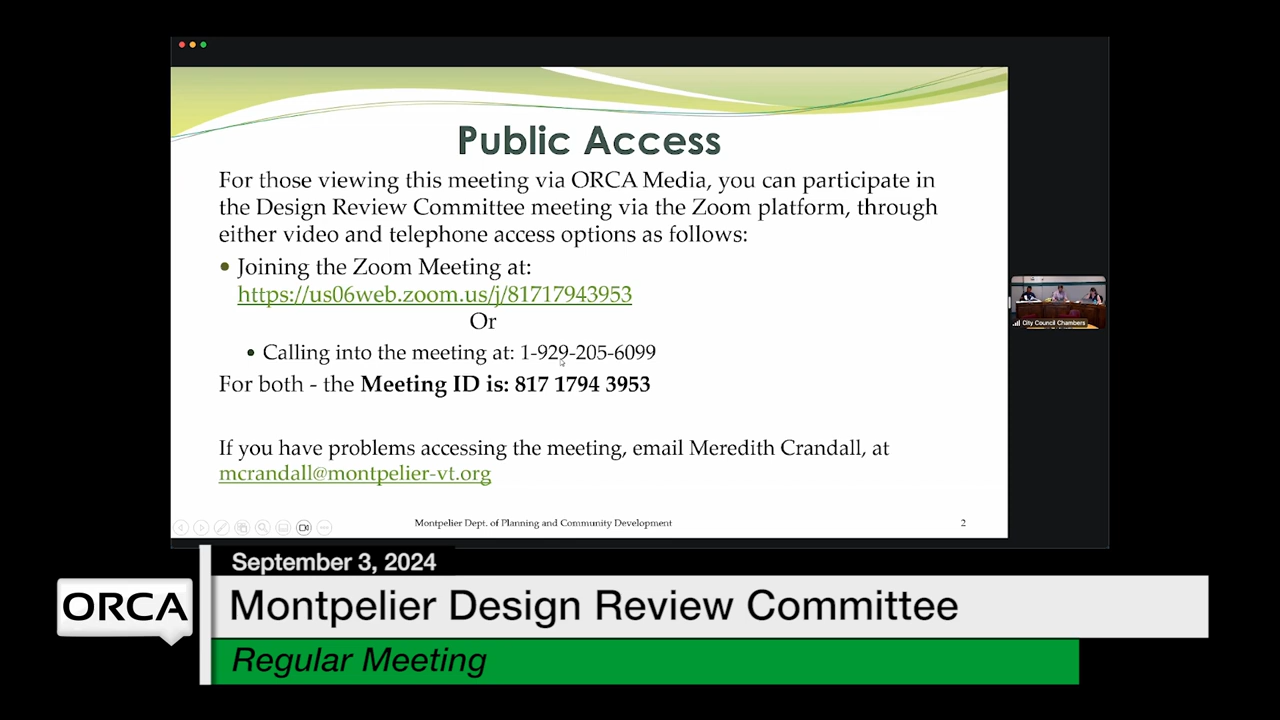 Public Access
For those viewing this meeting via ORCA Media, you can participate in
the Design Review Committee meeting via the Zoom platform, through
either video and telephone access options as follows:
• Joining the Zoom Meeting at:
https://us06web.zoom.us/j/81717943953
Or
• Calling into the meeting at: 1-929-205-6099
For both - the Meeting ID is: 817 1794 3953
If you have problems accessing the meeting, email Meredith Crandall, at
mcrandall@montpelier-vt.org
Montpelier Dept. of Planning and Community Development
2
City Council Chambers
September 3, 2024
ORCA
Montpelier Design Review Committee
Regular Meeting